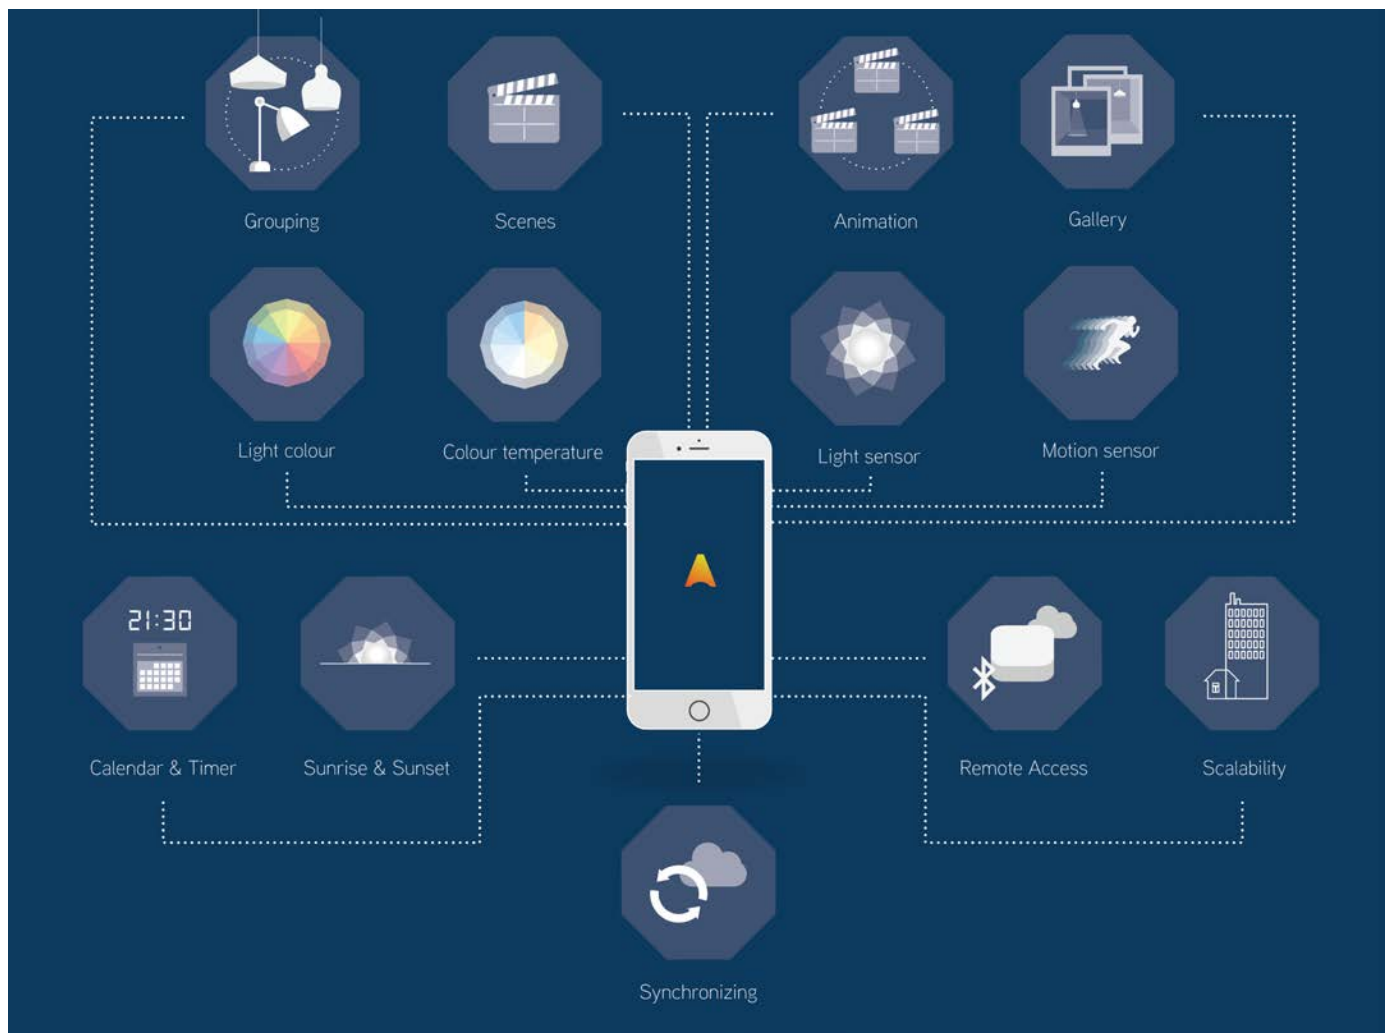 Grouping
Scenes
Animation
Gallery
Light colour
Colour temperature
Light sensor
Motion sensor
21:30
Calendar & Timer
Sunrise & Sunset
Remote Access
Scalability
Synchronizing